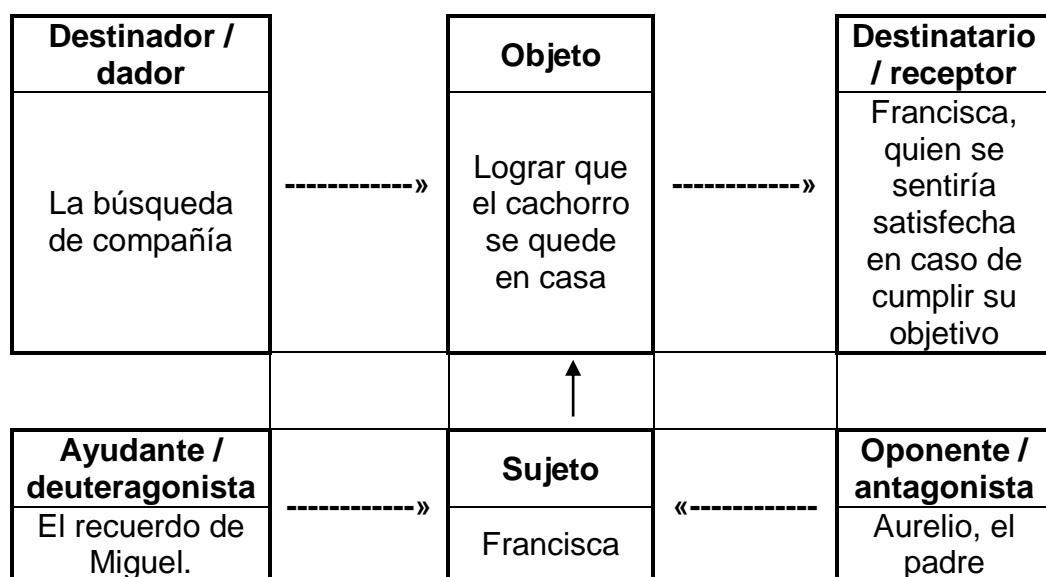 Destinador /
dador
Objeto
Destinatario
/ receptor
La búsqueda
de compañía
------------»
Lograr que
el cachorro
se quede
en casa
------------»
Francisca,
quien se
sentiría
satisfecha
en caso de
cumplir su
objetivo
Ayudante /
deuteragonista
Sujeto
Oponente /
antagonista
El recuerdo de
Miguel.
------------»
Francisca
«------------
Aurelio, el
padre